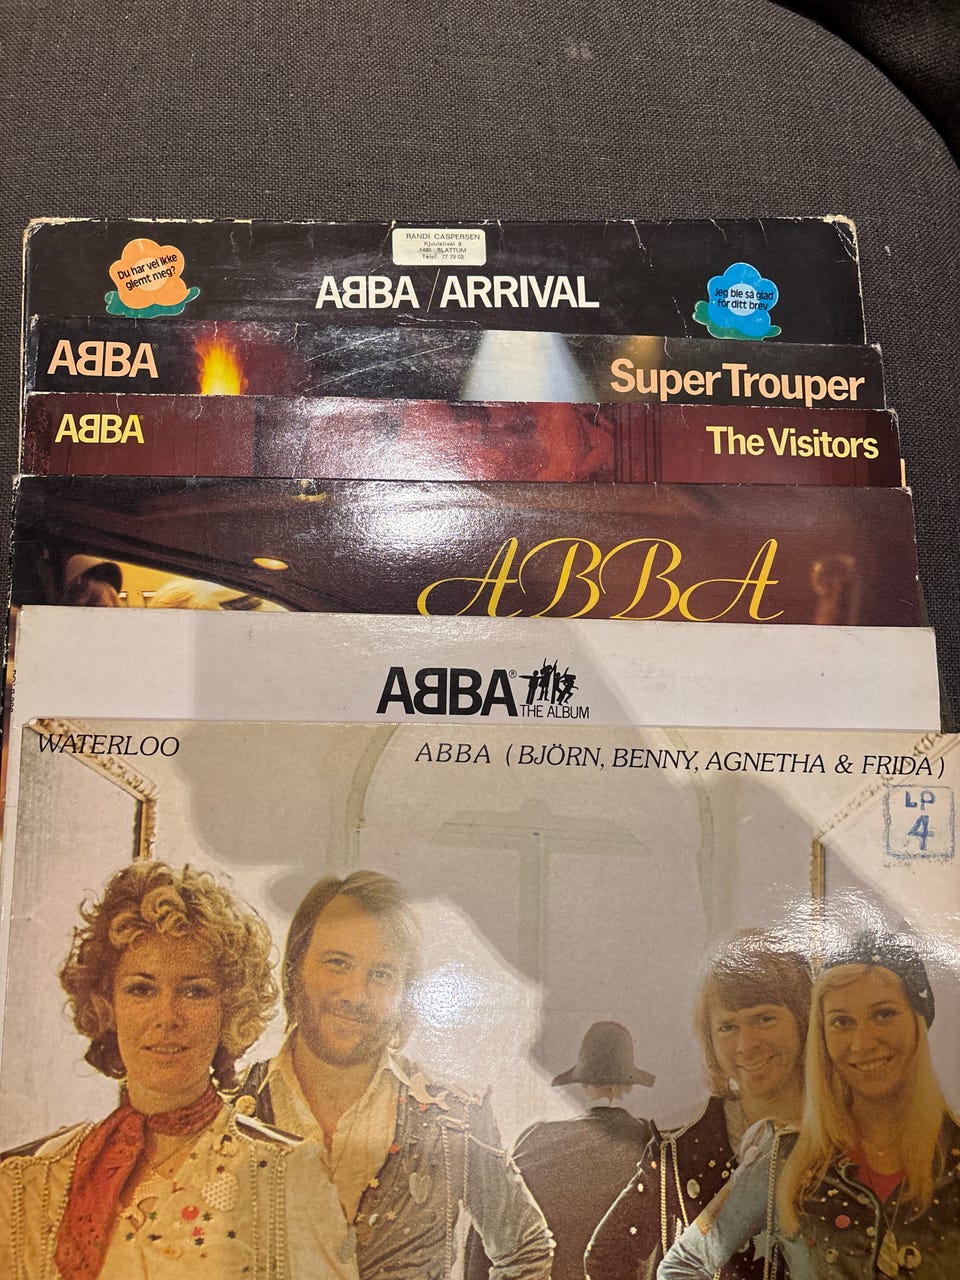 RANDI CASPERSEN
Kjuulslivei 9
1480 SLATTUM
Telef. 77 79 02
Du har vel ikke
glemt meg?
ABBA / ARRIVAL
Jeg ble så glad
for ditt brev
ABBA®
Super Trouper
ABBA®
The Visitors
ABBA
ABBA®
THE ALBUM
WATERLOO
ABBA (BJÖRN, BENNY, AGNETHA & FRIDA)
LP
4